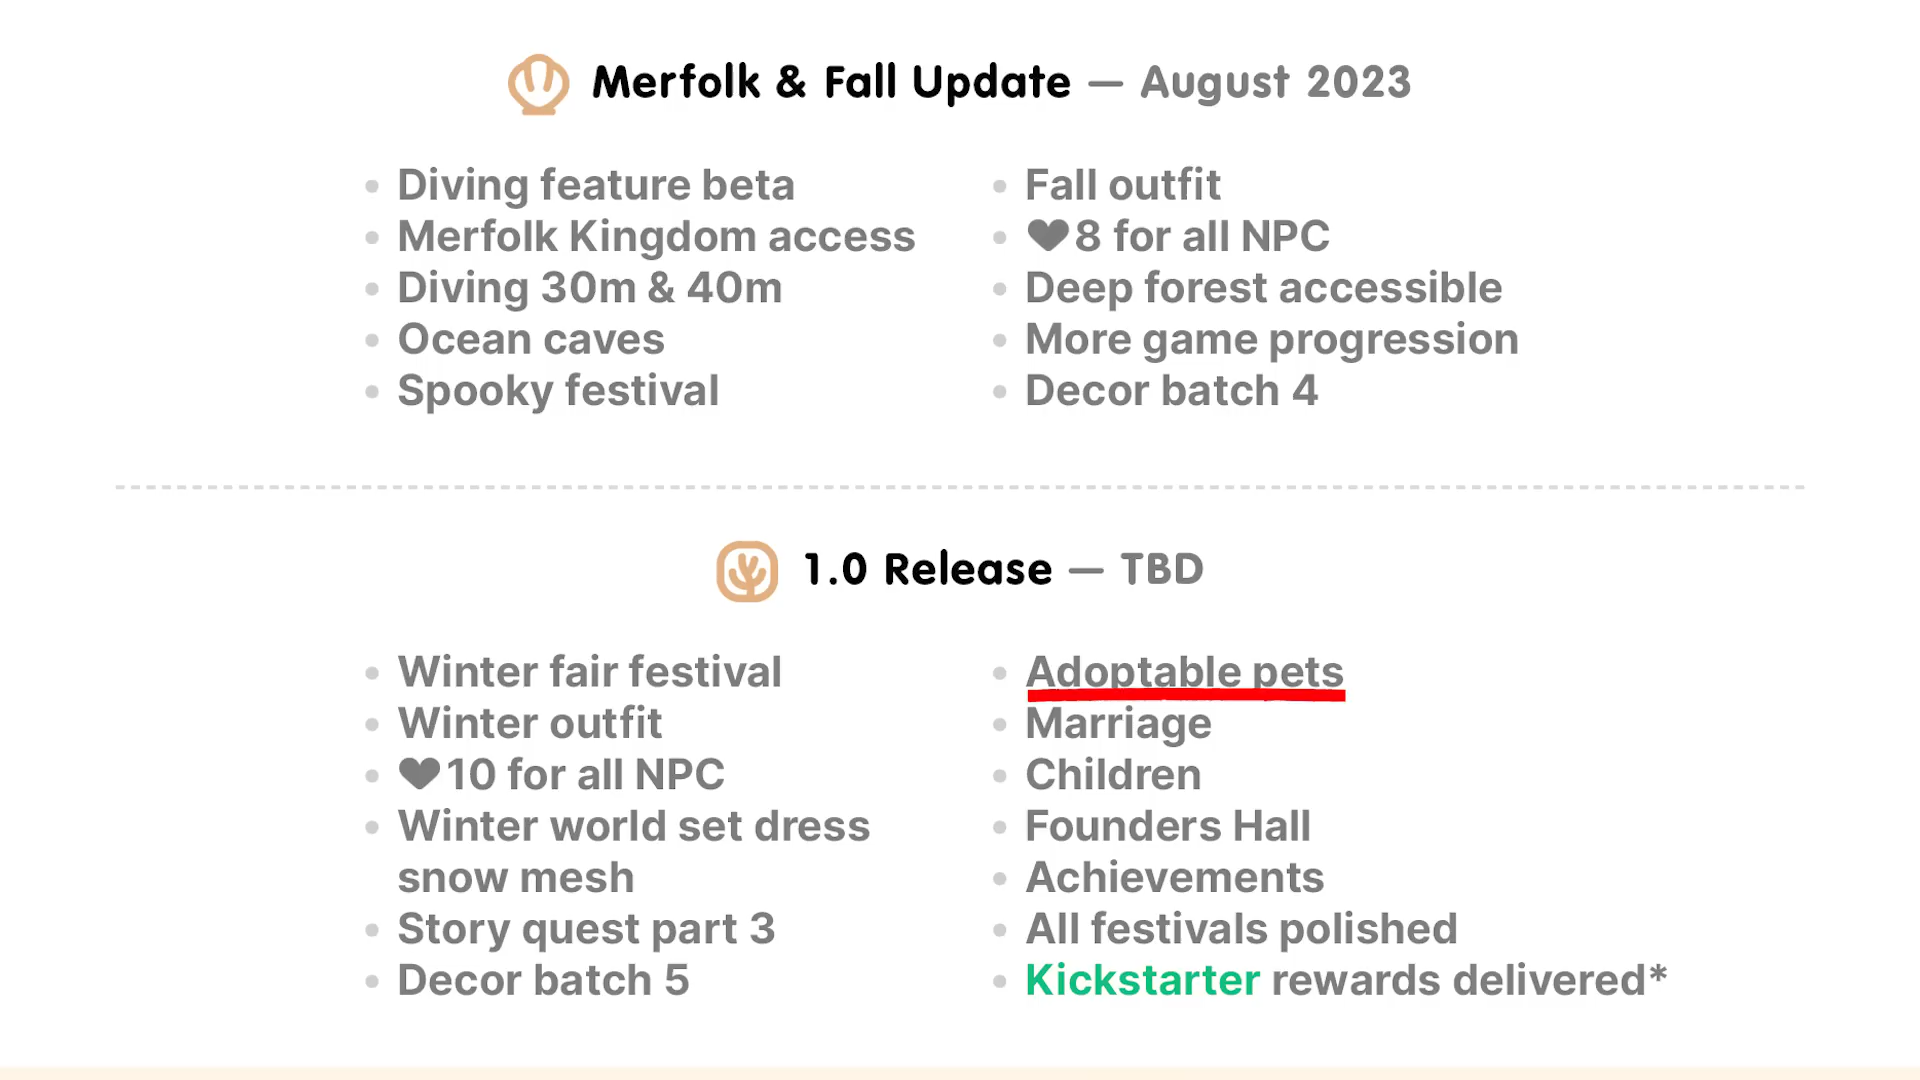 Merfolk & Fall Update — August 2023
Diving feature beta
Merfolk Kingdom access
Diving 30m & 40m
Ocean caves
Spooky festival
Fall outfit
♥8 for all NPC
Deep forest accessible
More game progression
Decor batch 4
1.0 Release — TBD
Winter fair festival
Winter outfit
♥10 for all NPC
Winter world set dress
snow mesh
Story quest part 3
Decor batch 5
Adoptable pets
Marriage
Children
Founders Hall
Achievements
All festivals polished
Kickstarter rewards delivered*